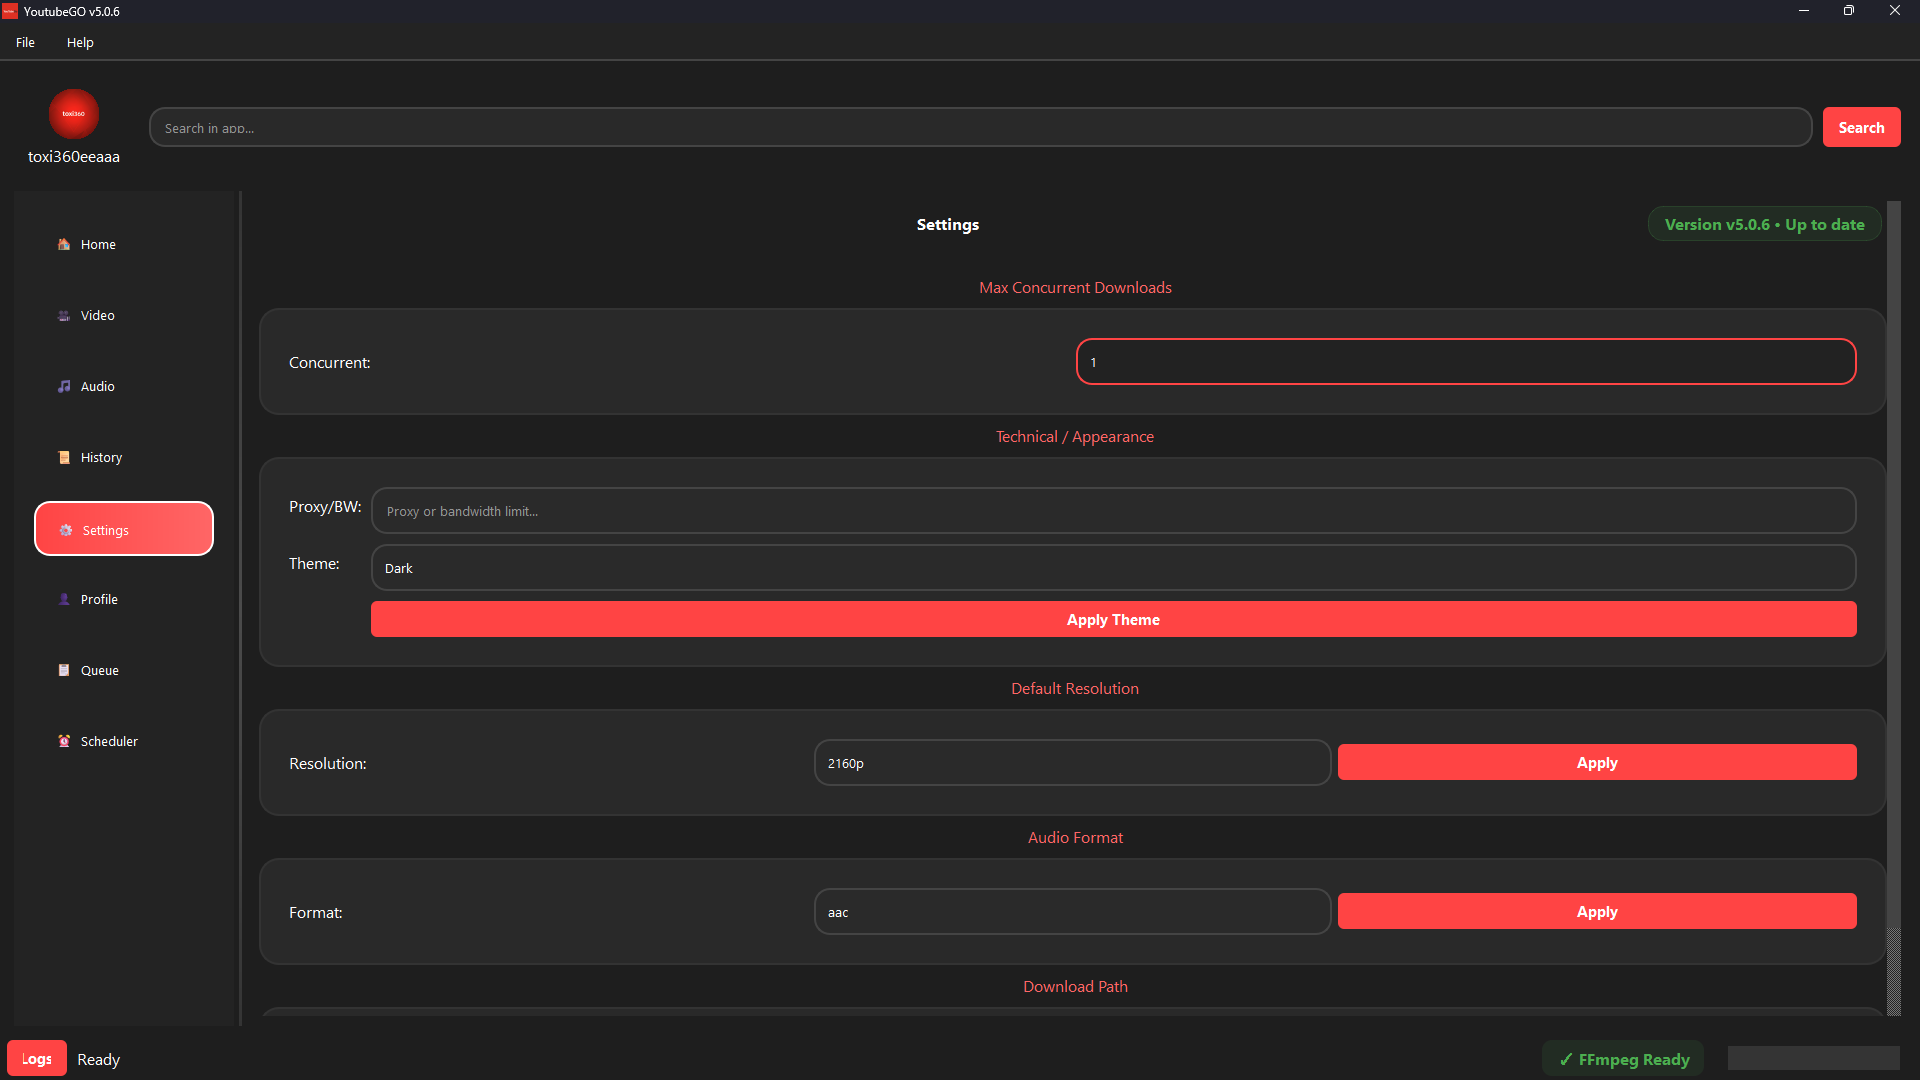 YoutubeGO v5.0.6
File
Help
toxi360
toxi360eeaaa
Search in app...
Search
Home
Video
Audio
History
Settings
Profile
Queue
Scheduler
Settings
Version v5.0.6 • Up to date
Max Concurrent Downloads
Concurrent:
1
Technical / Appearance
Proxy/BW:
Proxy or bandwidth limit...
Theme:
Dark
Apply Theme
Default Resolution
Resolution:
2160p
Apply
Audio Format
Format:
aac
Apply
Download Path
Logs
Ready
✓ FFmpeg Ready